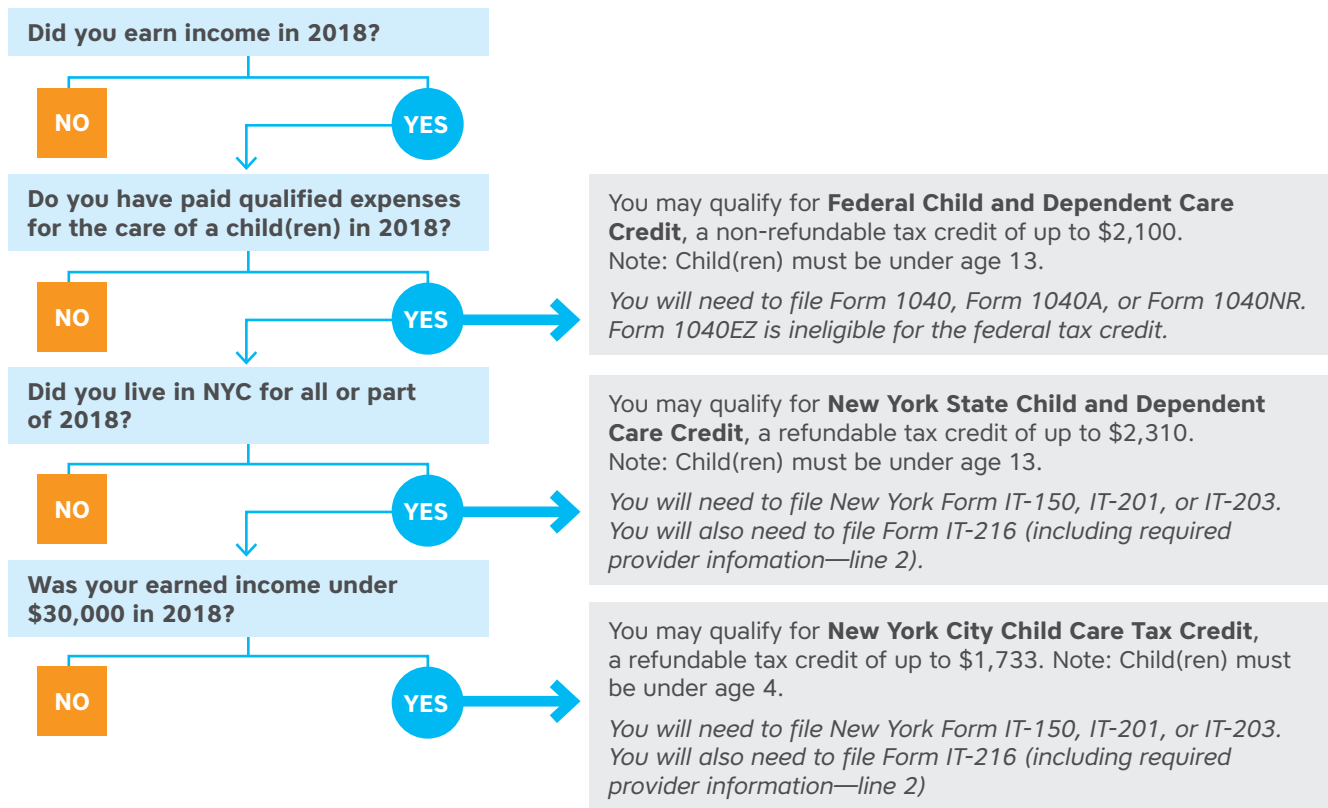 Did you earn income in 2018?
NO
YES
Do you have paid qualified expenses
for the care of a child(ren) in 2018?
NO
YES
You may qualify for Federal Child and Dependent Care
Credit, a non-refundable tax credit of up to $2,100.
Note: Child(ren) must be under age 13.
You will need to file Form 1040, Form 1040A, or Form 1040NR.
Form 1040EZ is ineligible for the federal tax credit.
Did you live in NYC for all or part
of 2018?
NO
YES
You may qualify for New York State Child and Dependent
Care Credit, a refundable tax credit of up to $2,310.
Note: Child(ren) must be under age 13.
You will need to file New York Form IT-150, IT-201, or IT-203.
You will also need to file Form IT-216 (including required
provider infomation—line 2).
Was your earned income under
$30,000 in 2018?
NO
YES
You may qualify for New York City Child Care Tax Credit,
a refundable tax credit of up to $1,733. Note: Child(ren) must
be under age 4.
You will need to file New York Form IT-150, IT-201, or IT-203.
You will also need to file Form IT-216 (including required
provider information—line 2)